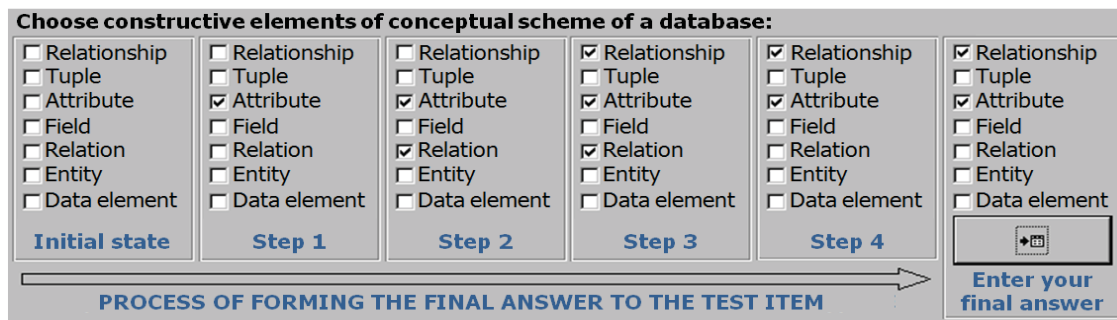 Choose constructive elements of conceptual scheme of a database:
Relationship Relationship Relationship Relationship Relationship Relationship
Tuple Tuple Tuple Tuple Tuple Tuple
Attribute Attribute Attribute Attribute Attribute Attribute
Field Field Field Field Field Field
Relation Relation Relation Relation Relation Relation
Entity Entity Entity Entity Entity Entity
Data element Data element Data element Data element Data element Data element
Initial state Step 1 Step 2 Step 3 Step 4
Enter your
final answer
PROCESS OF FORMING THE FINAL ANSWER TO THE TEST ITEM